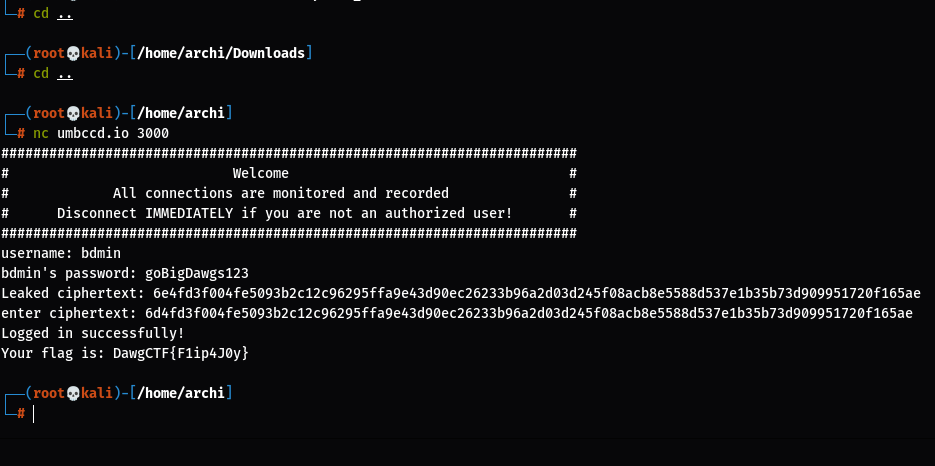 # cd ..
(root💀kali)-[/home/archi/Downloads]
# cd ..
(root💀kali)-[/home/archi]
# nc umbccd.io 3000
########################################################################
# Welcome #
# All connections are monitored and recorded #
# Disconnect IMMEDIATELY if you are not an authorized user! #
########################################################################
username: bdmin
bdmin's password: goBigDawgs123
Leaked ciphertext: 6e4fd3f004fe5093b2c12c96295ffa9e43d90ec26233b96a2d03d245f08acb8e5588d537e1b35b73d909951720f165ae
enter ciphertext: 6d4fd3f004fe5093b2c12c96295ffa9e43d90ec26233b96a2d03d245f08acb8e5588d537e1b35b73d909951720f165ae
Logged in successfully!
Your flag is: DawgCTF{F1ip4J0y}
(root💀kali)-[/home/archi]
#